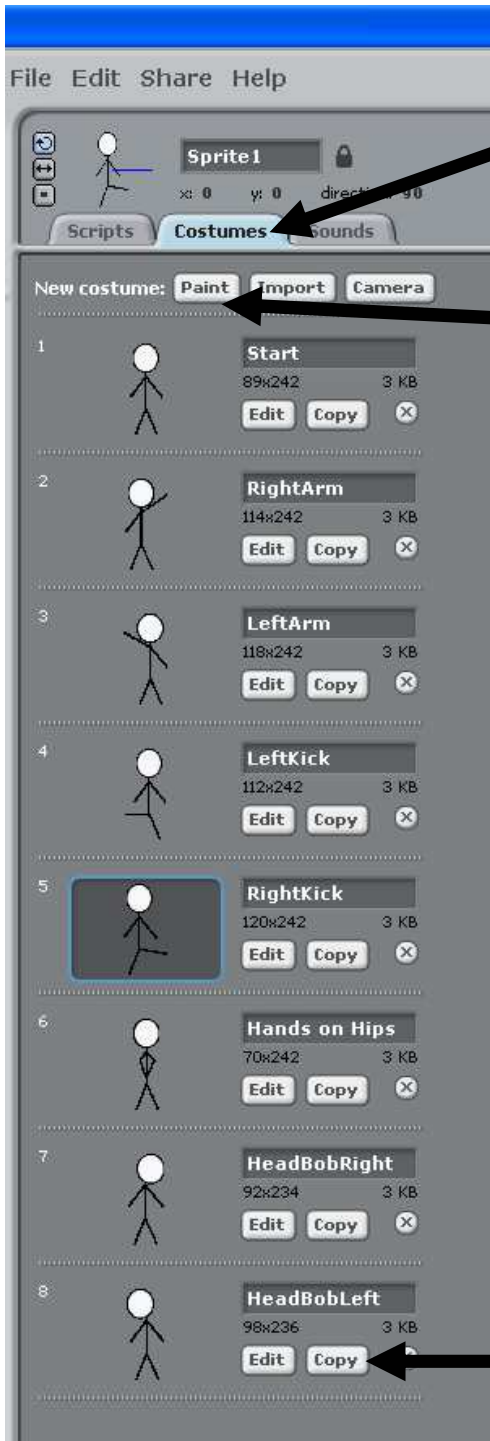 File Edit Share Help
Sprite1
x: 0 y: 0 direction: 90
Scripts Costumes Sounds
New costume: Paint Import Camera
1
Start
89x242 3 KB
Edit Copy
2
RightArm
114x242 3 KB
Edit Copy
3
LeftArm
118x242 3 KB
Edit Copy
4
LeftKick
112x242 3 KB
Edit Copy
5
RightKick
120x242 3 KB
Edit Copy
6
Hands on Hips
70x242 3 KB
Edit Copy
7
HeadBobRight
92x234 3 KB
Edit Copy
8
HeadBobLeft
98x236 3 KB
Edit Copy